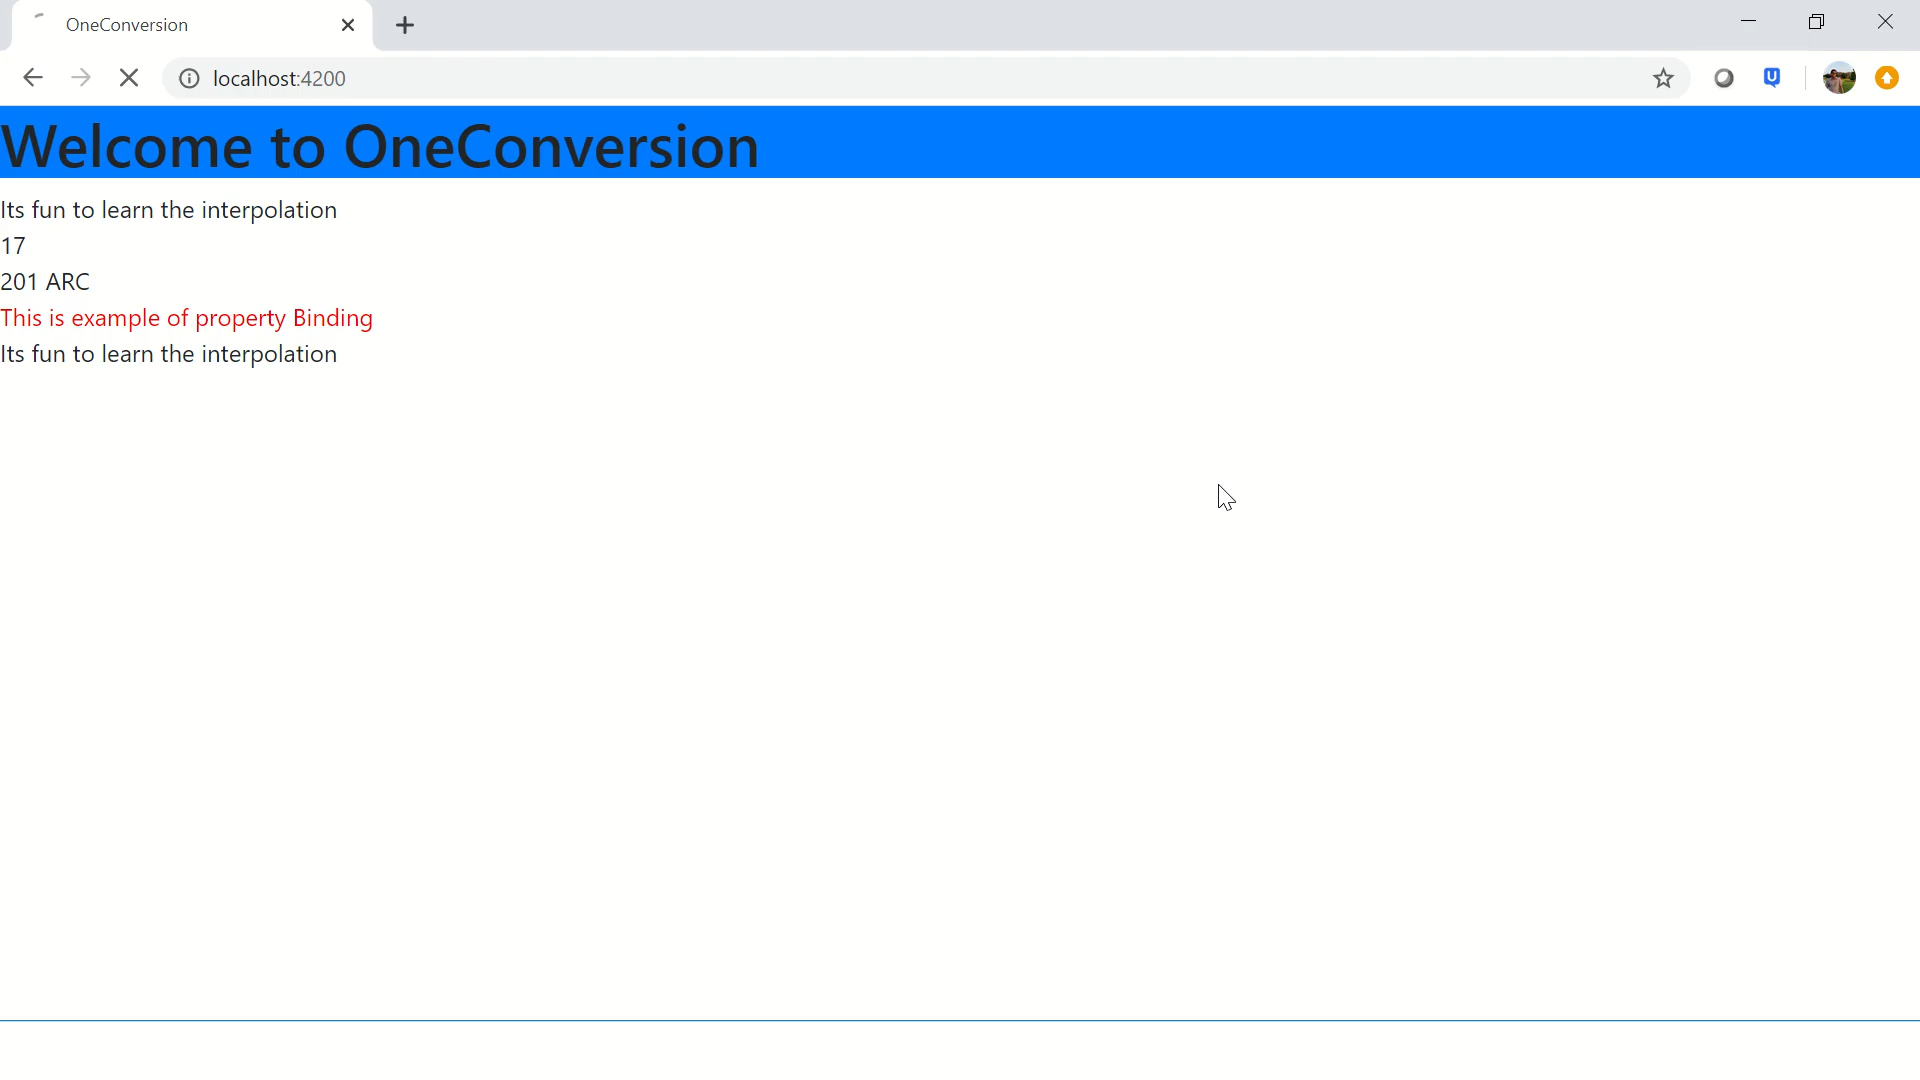 OneConversion
localhost:4200
Welcome to OneConversion
Its fun to learn the interpolation
17
201 ARC
This is example of property Binding
Its fun to learn the interpolation